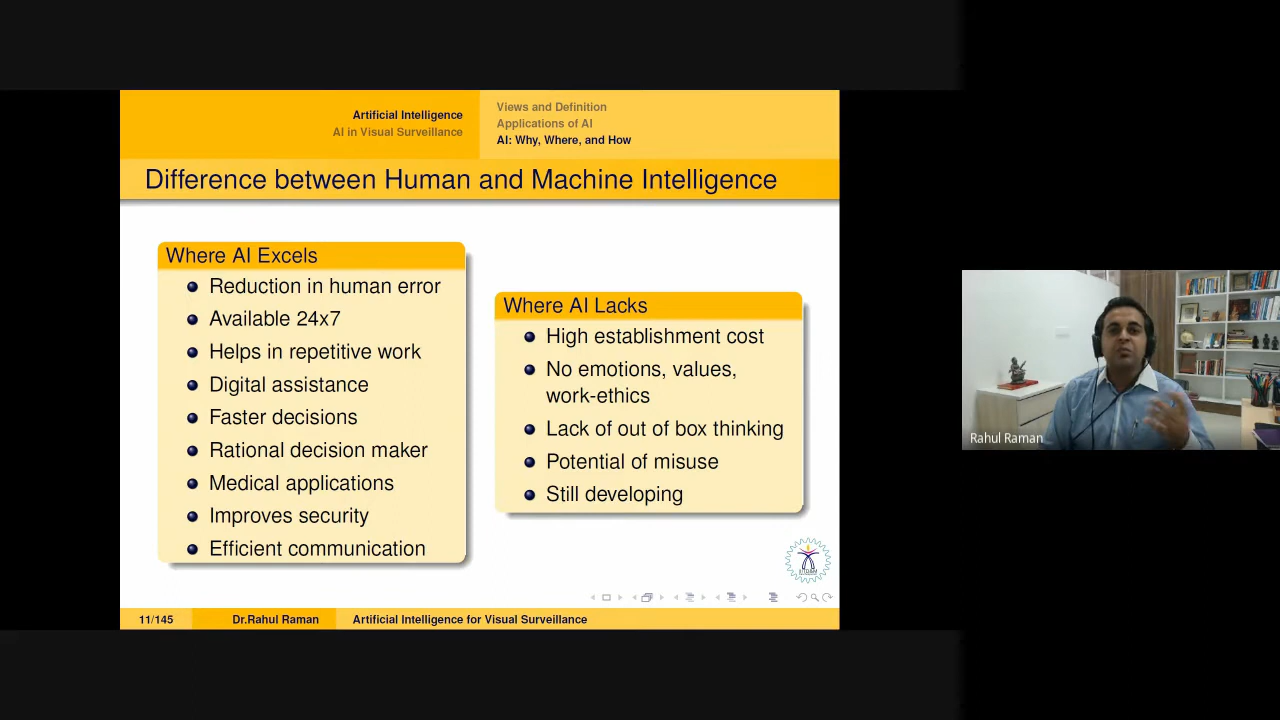 Artificial Intelligence
AI in Visual Surveillance
Views and Definition
Applications of AI
AI: Why, Where, and How
Difference between Human and Machine Intelligence
Where AI Excels
Reduction in human error
Available 24x7
Helps in repetitive work
Digital assistance
Faster decisions
Rational decision maker
Medical applications
Improves security
Efficient communication
Where AI Lacks
High establishment cost
No emotions, values,
work-ethics
Lack of out of box thinking
Potential of misuse
Still developing
11/145
Dr.Rahul Raman
Artificial Intelligence for Visual Surveillance
Rahul Raman